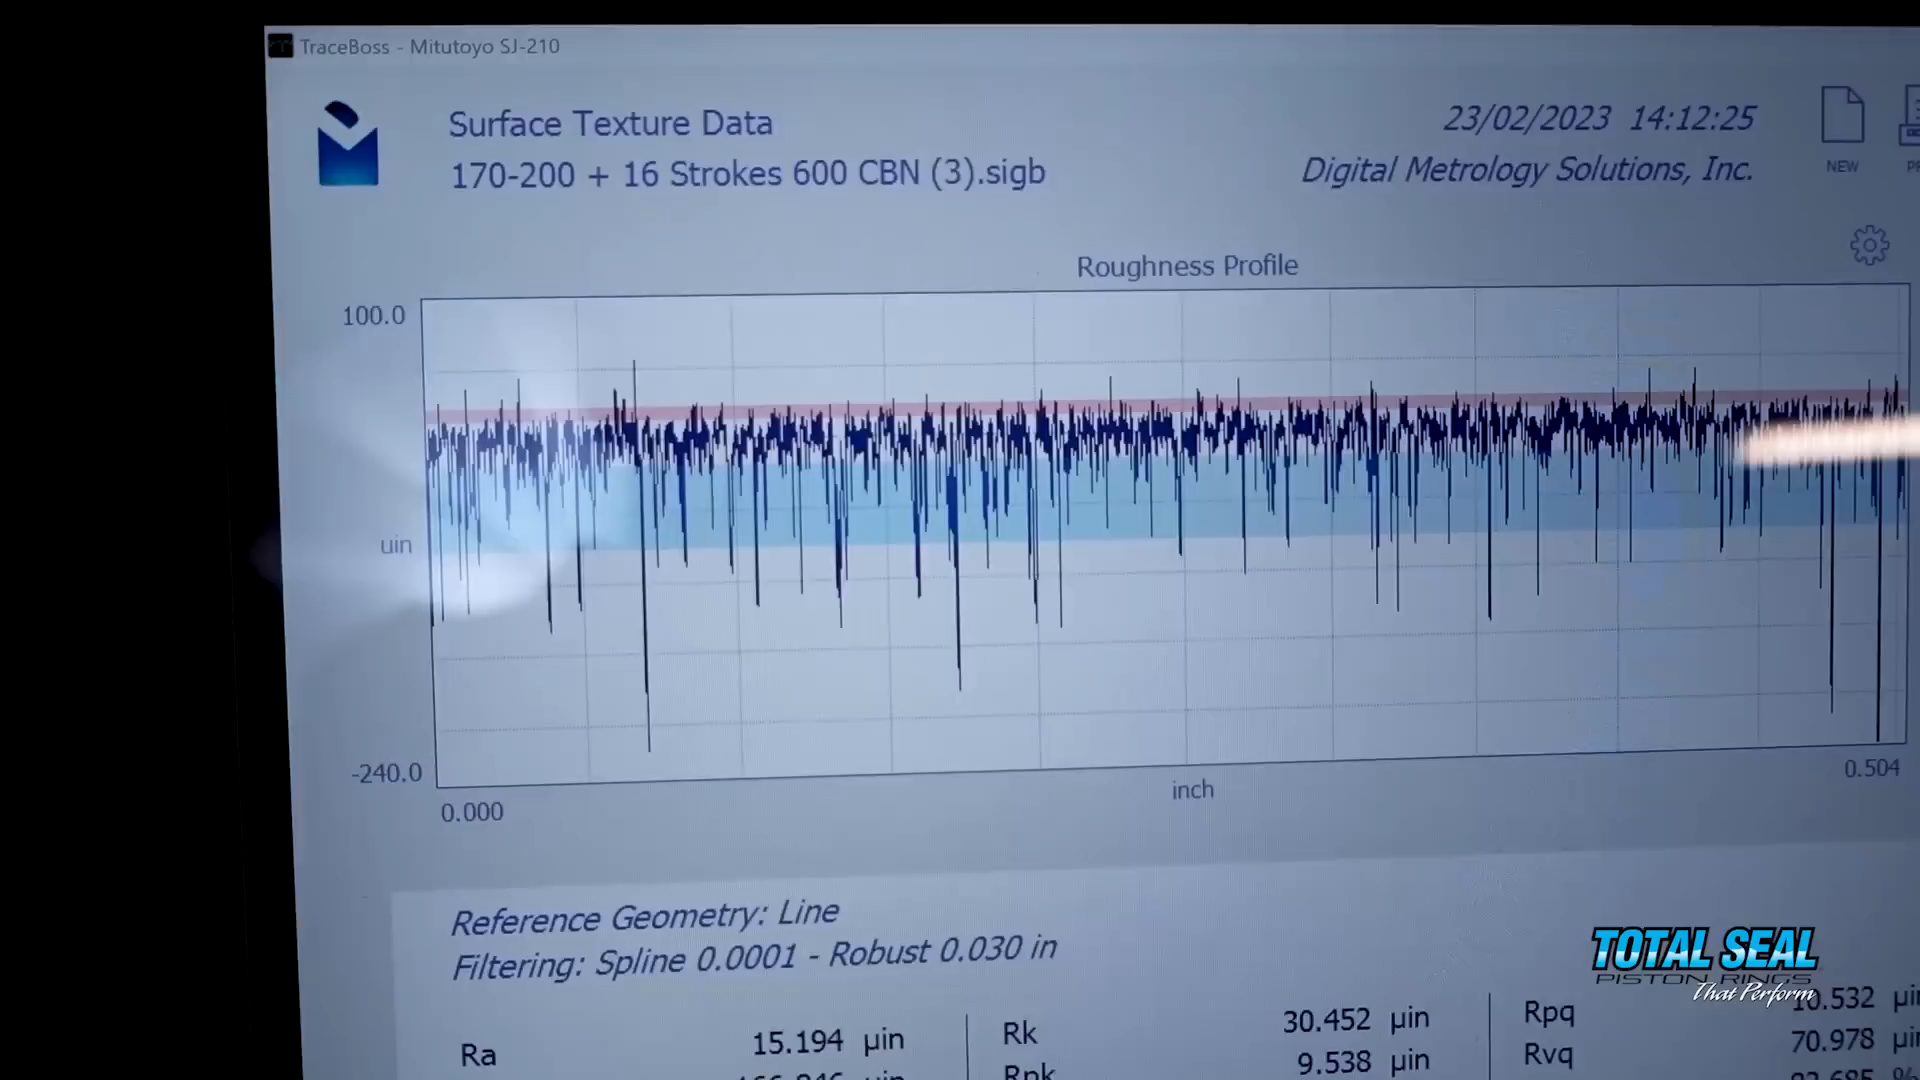 TraceBoss - Mitutoyo SJ-210
Surface Texture Data
170-200 + 16 Strokes 600 CBN (3).sigb
23/02/2023 14:12:25
Digital Metrology Solutions, Inc.
NEW
Roughness Profile
100.0
uin
-240.0
0.000
inch
0.504
Reference Geometry: Line
Filtering: Spline 0.0001 - Robust 0.030 in
Ra 15.194 µin
Rk 30.452 µin
Rpk 9.538 µin
Rpq 10.532
Rvq 70.978
TOTAL SEAL
PISTON RINGS
That Perform